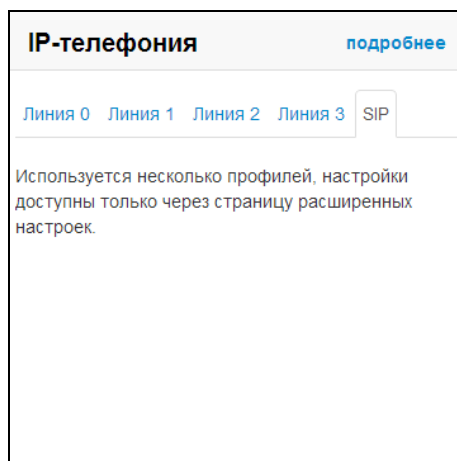 IP-телефония подробнее
Линия 0 Линия 1 Линия 2 Линия 3 SIP
Используется несколько профилей, настройки
доступны только через страницу расширенных
настроек.